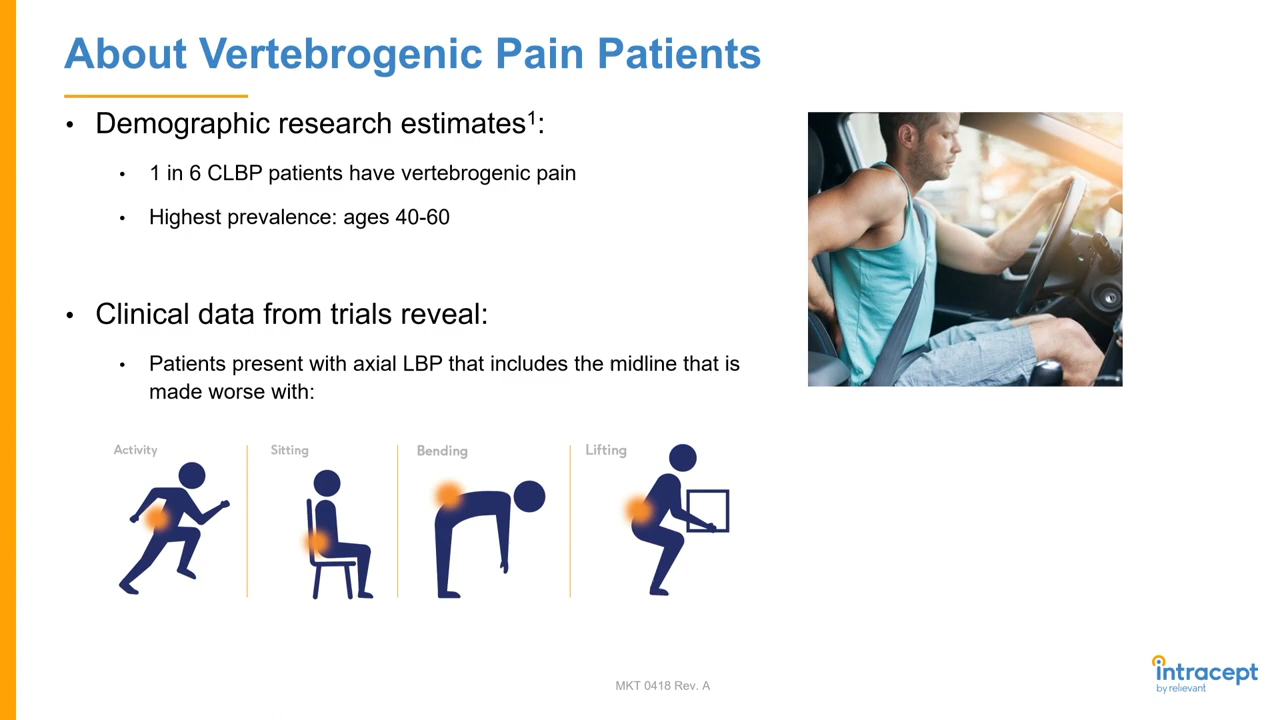 About Vertebrogenic Pain Patients
• Demographic research estimates¹:
• 1 in 6 CLBP patients have vertebrogenic pain
• Highest prevalence: ages 40-60
• Clinical data from trials reveal:
• Patients present with axial LBP that includes the midline that is
made worse with:
Activity
Sitting
Bending
Lifting
MKT 0418 Rev. A
intracept
by relievant